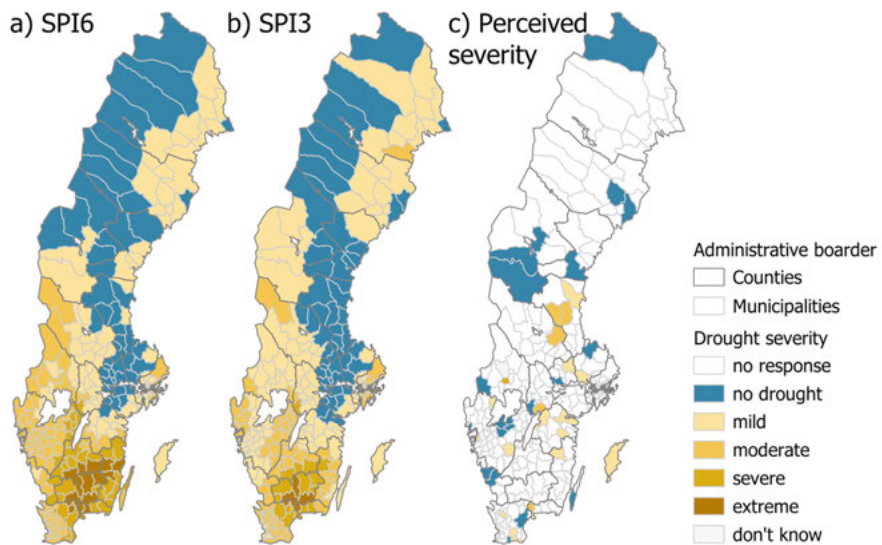 a) SPI6
b) SPI3
c) Perceived
severity
Administrative boarder
Counties
Municipalities
Drought severity
no response
no drought
mild
moderate
severe
extreme
don't know